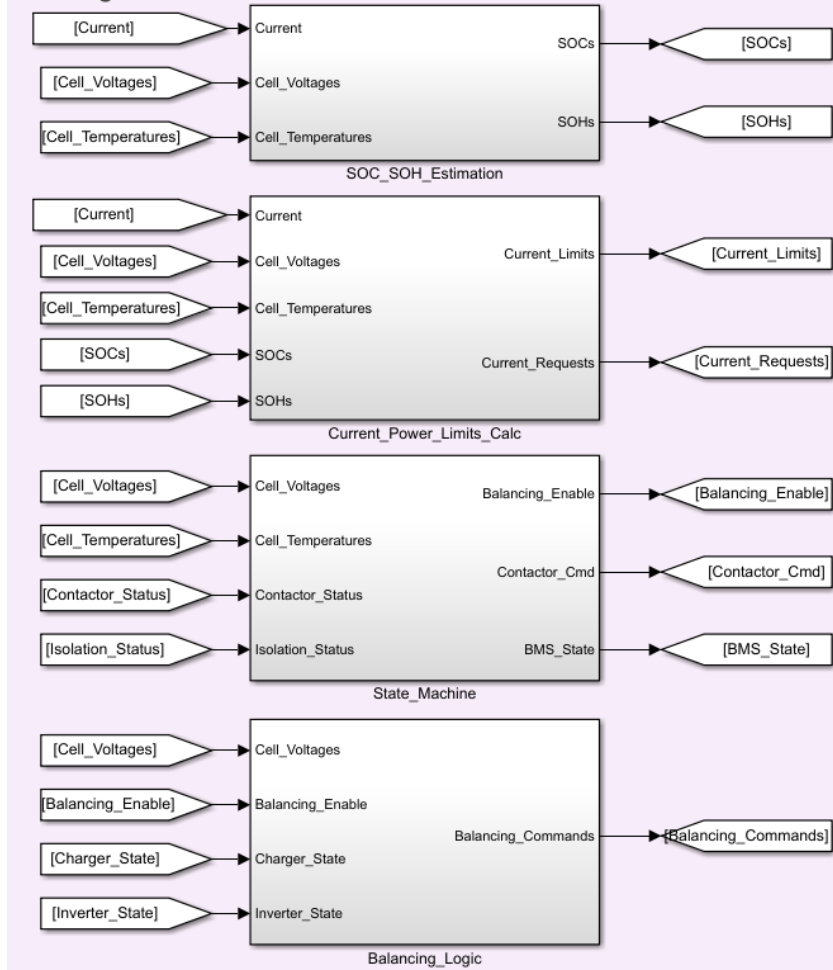 [Current]
Current
SOCs
[SOCs]
[Cell_Voltages]
Cell_Voltages
[Cell_Temperatures]
Cell_Temperatures
SOHs
[SOHs]
SOC_SOH_Estimation
[Current]
Current
[Cell_Voltages]
Cell_Voltages
Current_Limits
[Current_Limits]
[Cell_Temperatures]
Cell_Temperatures
[SOCs]
SOCs
Current_Requests
[Current_Requests]
[SOHs]
SOHs
Current_Power_Limits_Calc
[Cell_Voltages]
Cell_Voltages
Balancing_Enable
[Balancing_Enable]
[Cell_Temperatures]
Cell_Temperatures
Contactor_Cmd
[Contactor_Cmd]
[Contactor_Status]
Contactor_Status
[Isolation_Status]
Isolation_Status
BMS_State
[BMS_State]
State_Machine
[Cell_Voltages]
Cell_Voltages
[Balancing_Enable]
Balancing_Enable
Balancing_Commands
[Balancing_Commands]
[Charger_State]
Charger_State
[Inverter_State]
Inverter_State
Balancing_Logic